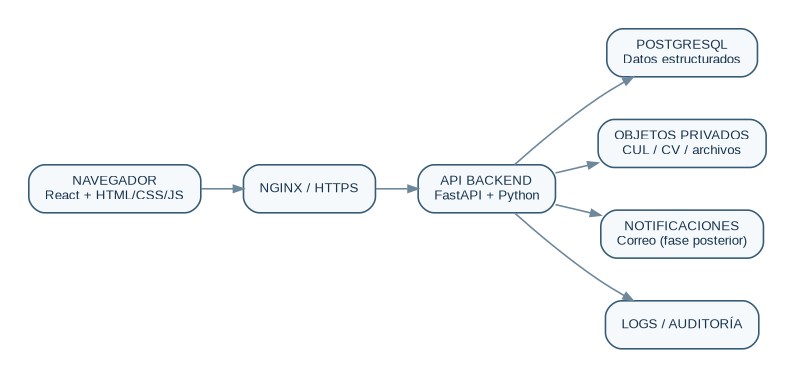 NAVEGADOR
React + HTML/CSS/JS
NGINX / HTTPS
API BACKEND
FastAPI + Python
POSTGRESQL
Datos estructurados
OBJETOS PRIVADOS
CUL / CV / archivos
NOTIFICACIONES
Correo (fase posterior)
LOGS / AUDITORÍA